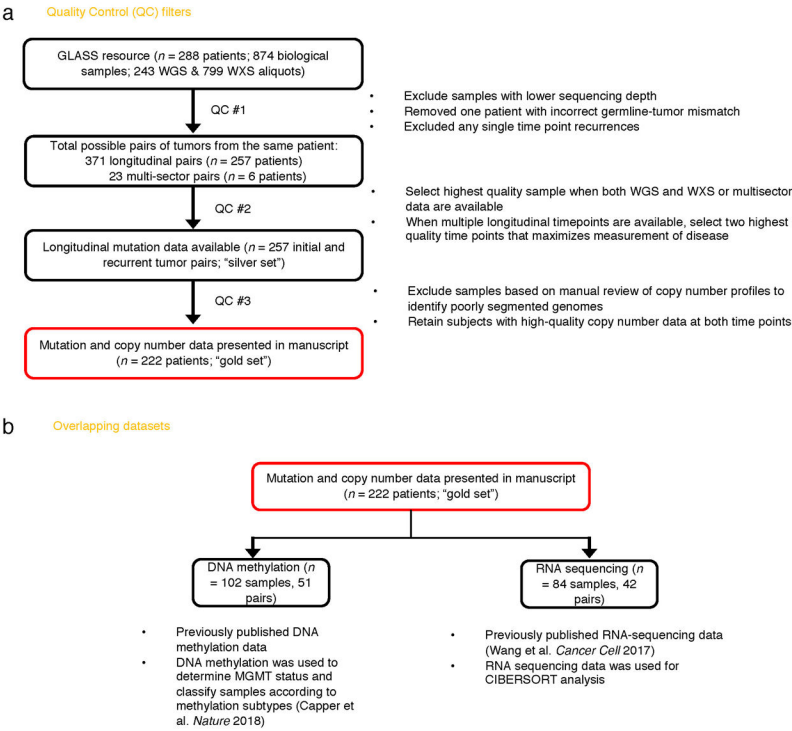 a
Quality Control (QC) filters
GLASS resource (n = 288 patients; 874 biological
samples; 243 WGS & 799 WXS aliquots)
QC #1
• Exclude samples with lower sequencing depth
• Removed one patient with incorrect germline-tumor mismatch
• Excluded any single time point recurrences
Total possible pairs of tumors from the same patient:
371 longitudinal pairs (n = 257 patients)
23 multi-sector pairs (n = 6 patients)
QC #2
• Select highest quality sample when both WGS and WXS or multisector
data are available
• When multiple longitudinal timepoints are available, select two highest
quality time points that maximizes measurement of disease
Longitudinal mutation data available (n = 257 initial and
recurrent tumor pairs; “silver set”)
QC #3
• Exclude samples based on manual review of copy number profiles to
identify poorly segmented genomes
• Retain subjects with high-quality copy number data at both time points
Mutation and copy number data presented in manuscript
(n = 222 patients; “gold set”)
b
Overlapping datasets
Mutation and copy number data presented in manuscript
(n = 222 patients; “gold set”)
DNA methylation (n
= 102 samples, 51
pairs)
• Previously published DNA
methylation data
• DNA methylation was used to
determine MGMT status and
classify samples according to
methylation subtypes (Capper et
al. Nature 2018)
RNA sequencing (n
= 84 samples, 42
pairs)
• Previously published RNA-sequencing data
(Wang et al. Cancer Cell 2017)
• RNA sequencing data was used for
CIBERSORT analysis